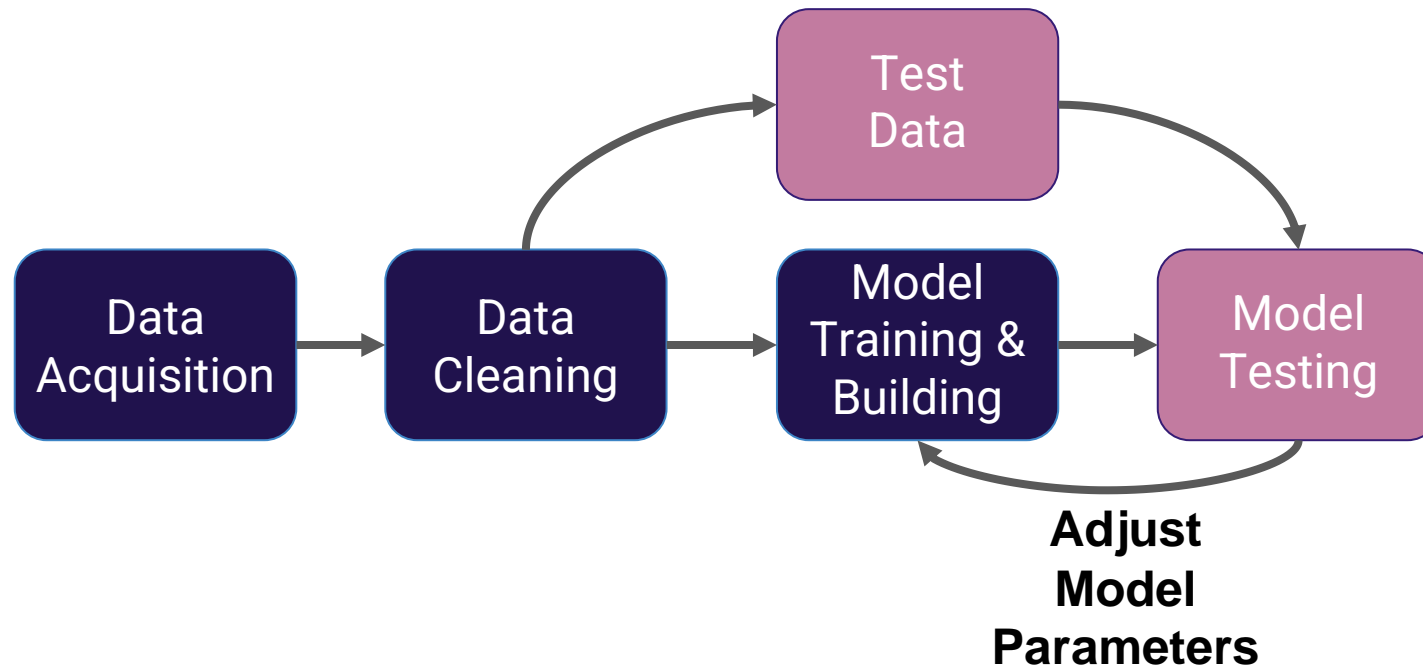 Test
Data
Data
Acquisition
Data
Cleaning
Model
Training &
Building
Model
Testing
Adjust
Model
Parameters